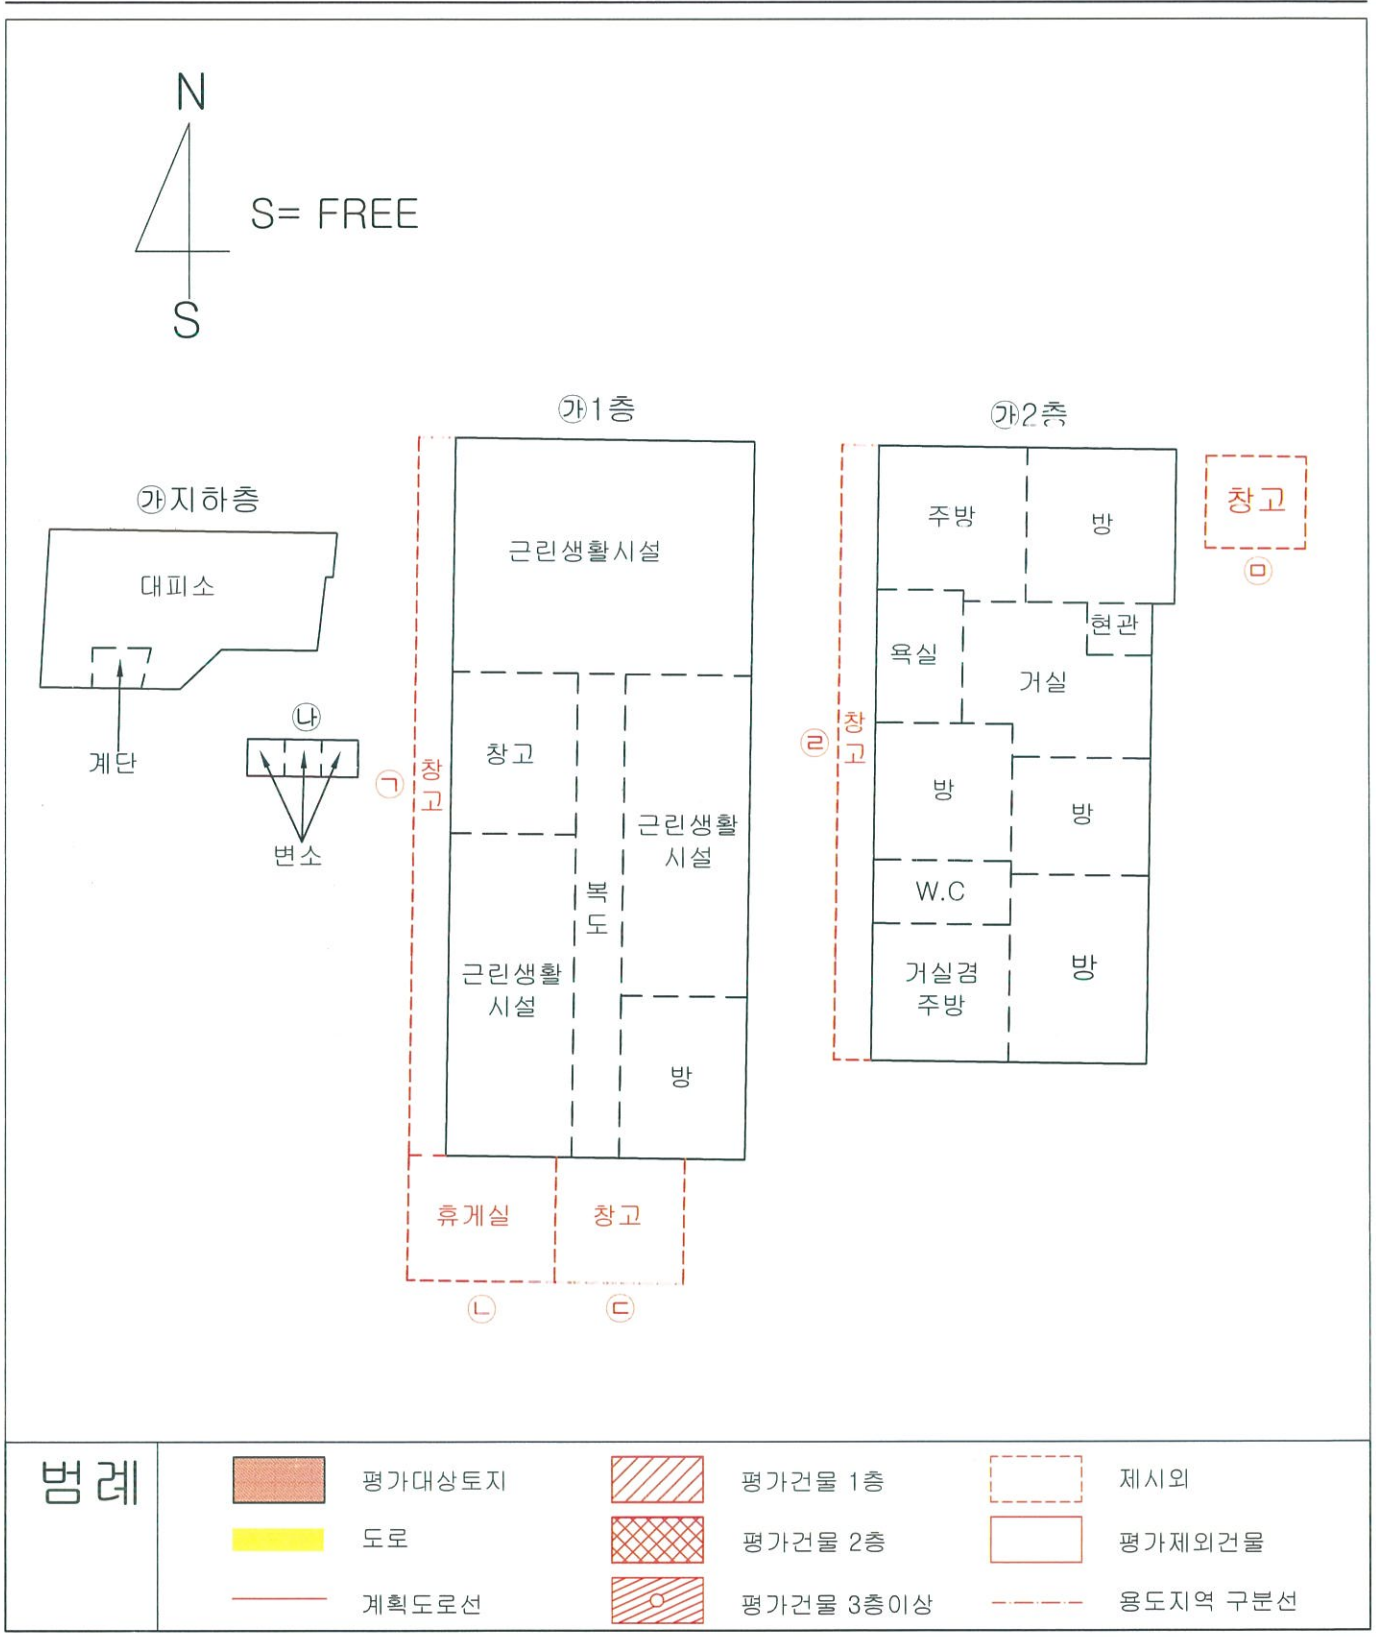 N
S= FREE
S
㉮1층
㉮2층
㉮지하층
대피소
계단
㉯
변소
㉠
창고
근린생활시설
창고
근린생활
시설
복도
근린생활
시설
방
휴게실
창고
㉡
㉢
㉣
창고
주방
방
욕실
현관
거실
방
방
W.C
거실겸
주방
방
창고
㉤
범례
평가대상토지
평가건물 1층
제시외
도로
평가건물 2층
평가제외건물
계획도로선
평가건물 3층이상
용도지역 구분선